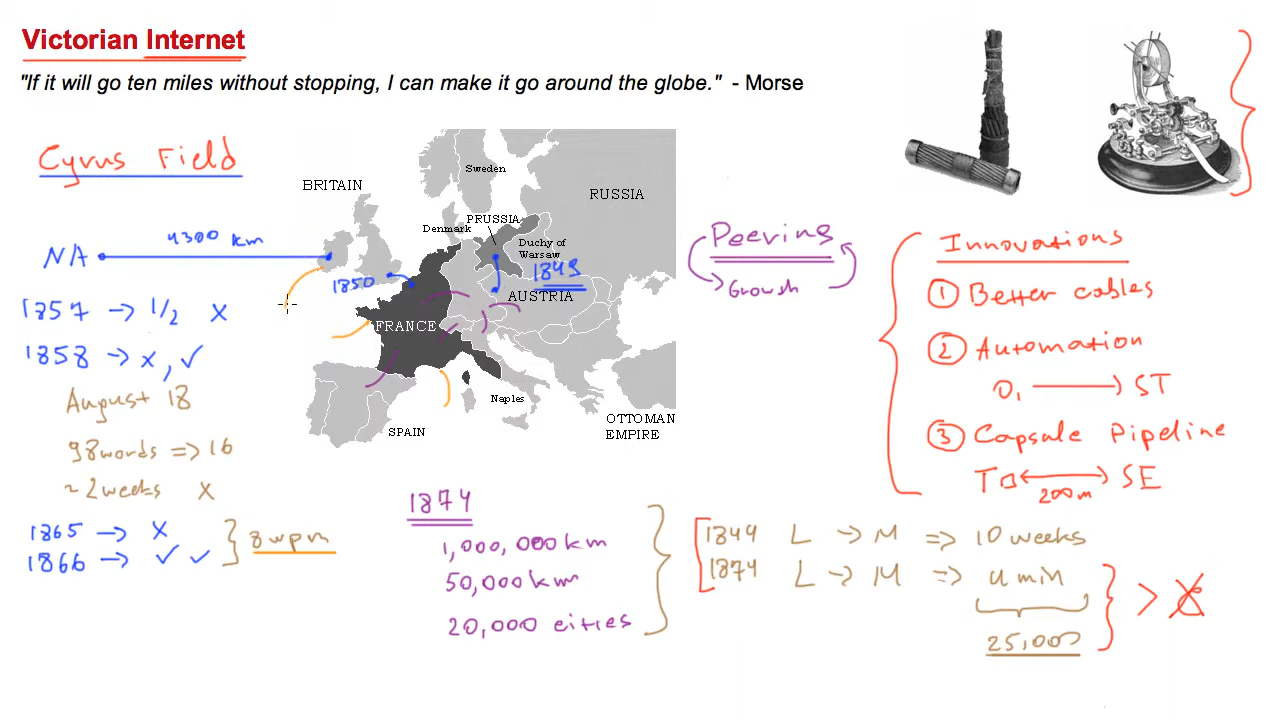 Victorian Internet
"If it will go ten miles without stopping, I can make it go around the globe." - Morse
Cyrus Field
NA 4300 km
1857 -> 1/2 X
1858 -> x, ✓
August 18
98 words => 16
~2 weeks X
1865 -> X
1866 -> ✓ ✓
8 wpm
BRITAIN
Sweden
RUSSIA
Denmark
PRUSSIA
Duchy of
Warsaw
1849
1850
AUSTRIA
FRANCE
Naples
SPAIN
OTTOMAN
EMPIRE
Peering
Growth
Innovations
① Better cables
② Automation
O, -> ST
③ Capsule Pipeline
T <-> SE
200m
1874
1,000,000 km
50,000 km
20,000 cities
1844 L -> M => 10 weeks
1874 L -> M => 4 min
25,000
>